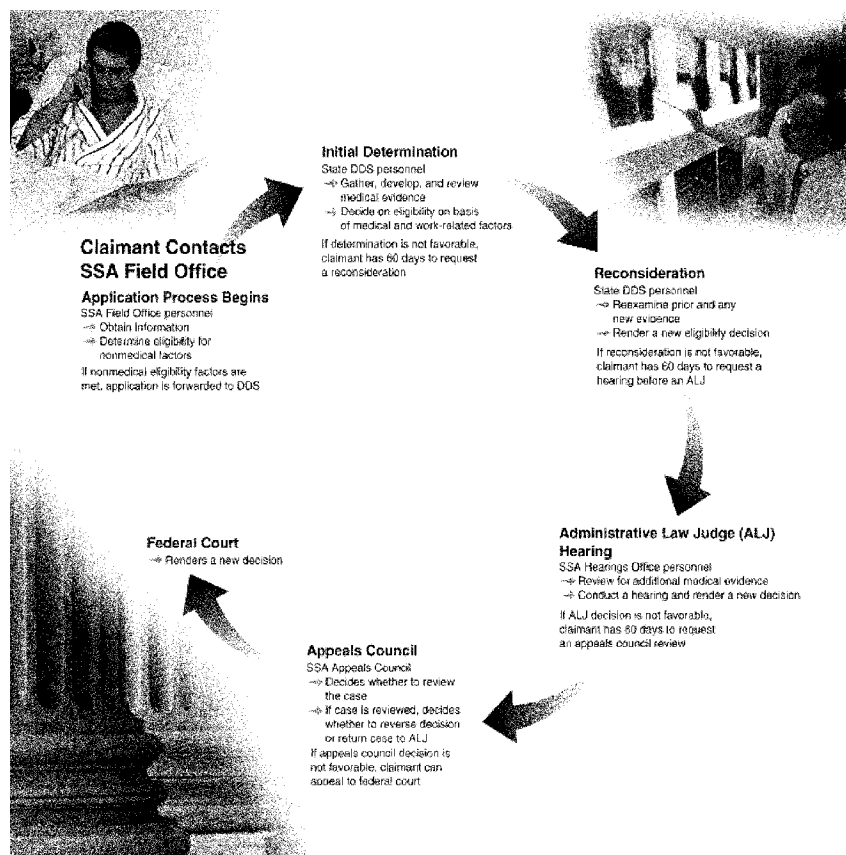 Claimant Contacts
SSA Field Office
Application Process Begins
SSA Field Office personnel
→ Obtain information
→ Determine eligibility for
nonmedical factors
If nonmedical eligibility factors are
met, application is forwarded to DDS
Initial Determination
State DDS personnel
→ Gather, develop, and review
medical evidence
→ Decide on eligibility on basis
of medical and work-related factors
If determination is not favorable,
claimant has 60 days to request
a reconsideration
Reconsideration
State DDS personnel
→ Reexamine prior and any
new evidence
→ Render a new eligibility decision
If reconsideration is not favorable,
claimant has 60 days to request a
hearing before an ALJ
Administrative Law Judge (ALJ)
Hearing
SSA Hearings Office personnel
→ Review for additional medical evidence
→ Conduct a hearing and render a new decision
If ALJ decision is not favorable,
claimant has 60 days to request
an appeals council review
Appeals Council
SSA Appeals Council
→ Decides whether to review
the case
→ If case is reviewed, decides
whether to reverse decision
or return case to ALJ
If appeals council decision is
not favorable, claimant can
appeal to federal court
Federal Court
→ Renders a new decision